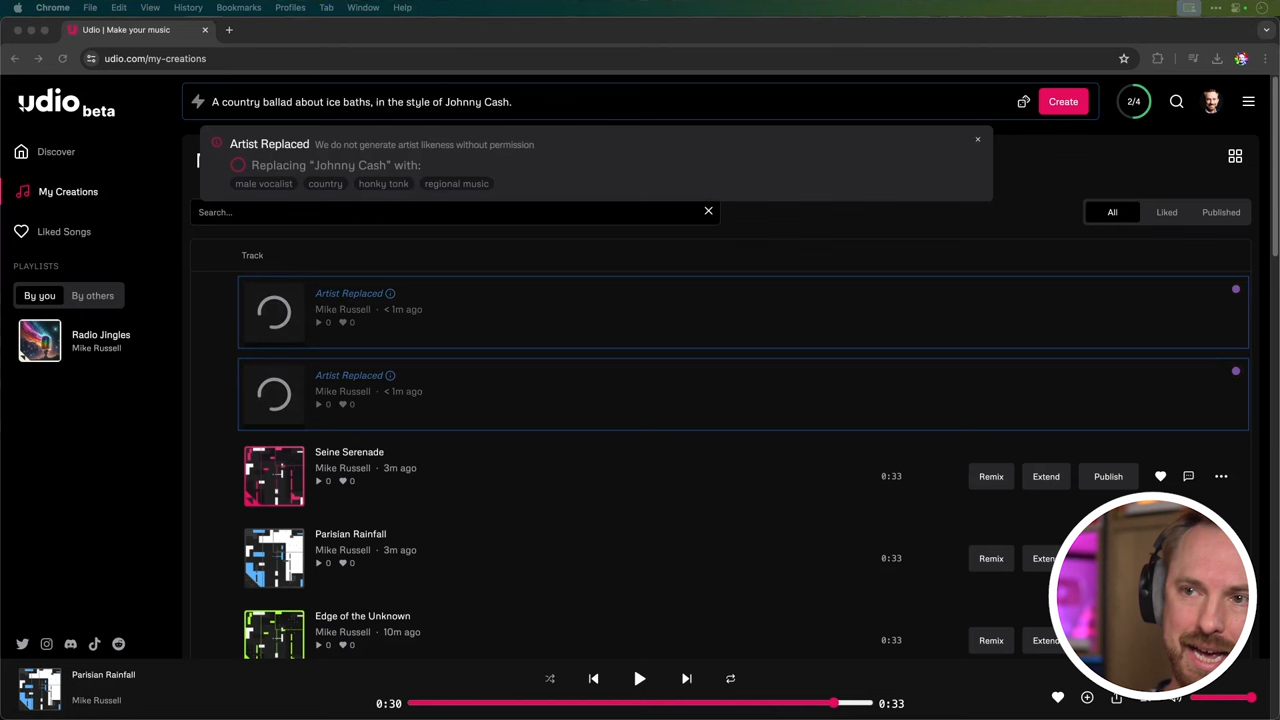 Chrome File Edit View History Bookmarks Profiles Tab Window Help
Udio | Make your music
udio.com/my-creations
udio beta
A country ballad about ice baths, in the style of Johnny Cash.
Create
2/4
Artist Replaced We do not generate artist likeness without permission
Replacing “Johnny Cash” with:
male vocalist country honky tonk regional music
Discover
My Creations
Liked Songs
PLAYLISTS
By you By others
Radio Jingles
Mike Russell
Search...
All Liked Published
Track
Artist Replaced
Mike Russell · < 1m ago
0 0
Artist Replaced
Mike Russell · < 1m ago
0 0
Seine Serenade
Mike Russell · 3m ago
0 0
0:33 Remix Extend Publish
Parisian Rainfall
Mike Russell · 3m ago
0 0
0:33 Remix
Edge of the Unknown
Mike Russell · 10m ago
0 0
0:33 Remix
Parisian Rainfall
Mike Russell
0:30 0:33